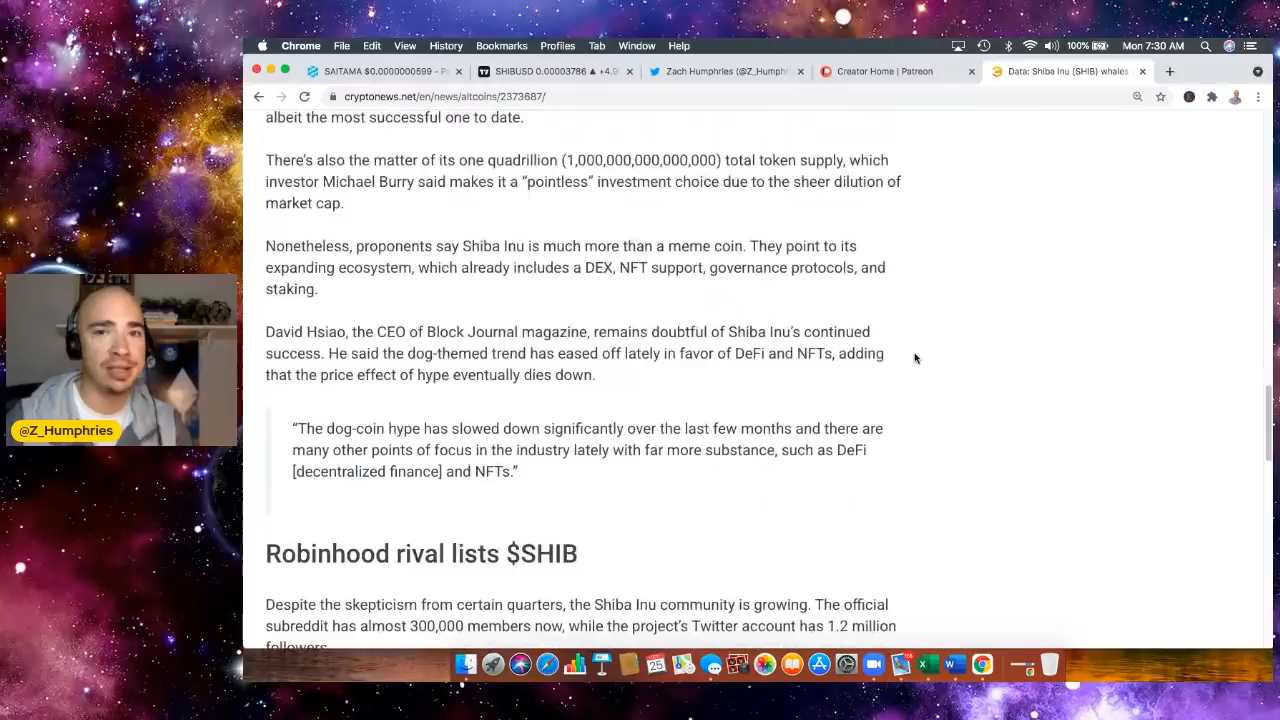 Chrome File Edit View History Bookmarks Profiles Tab Window Help 100% Mon 7:30 AM
SAITAMA $0.0000000599 – P
SHIBUSD 0.00003786 ▲ +4.9
Zach Humphries (@Z_Humph
Creator Home | Patreon
Data: Shiba Inu (SHIB) whales
cryptonews.net/en/news/altcoins/2373687/
albeit the most successful one to date.
There's also the matter of its one quadrillion (1,000,000,000,000,000) total token supply, which
investor Michael Burry said makes it a “pointless” investment choice due to the sheer dilution of
market cap.
Nonetheless, proponents say Shiba Inu is much more than a meme coin. They point to its
expanding ecosystem, which already includes a DEX, NFT support, governance protocols, and
staking.
David Hsiao, the CEO of Block Journal magazine, remains doubtful of Shiba Inu's continued
success. He said the dog-themed trend has eased off lately in favor of DeFi and NFTs, adding
that the price effect of hype eventually dies down.
@Z_Humphries
“The dog-coin hype has slowed down significantly over the last few months and there are
many other points of focus in the industry lately with far more substance, such as DeFi
[decentralized finance] and NFTs.”
Robinhood rival lists $SHIB
Despite the skepticism from certain quarters, the Shiba Inu community is growing. The official
subreddit has almost 300,000 members now, while the project's Twitter account has 1.2 million
followers.
25